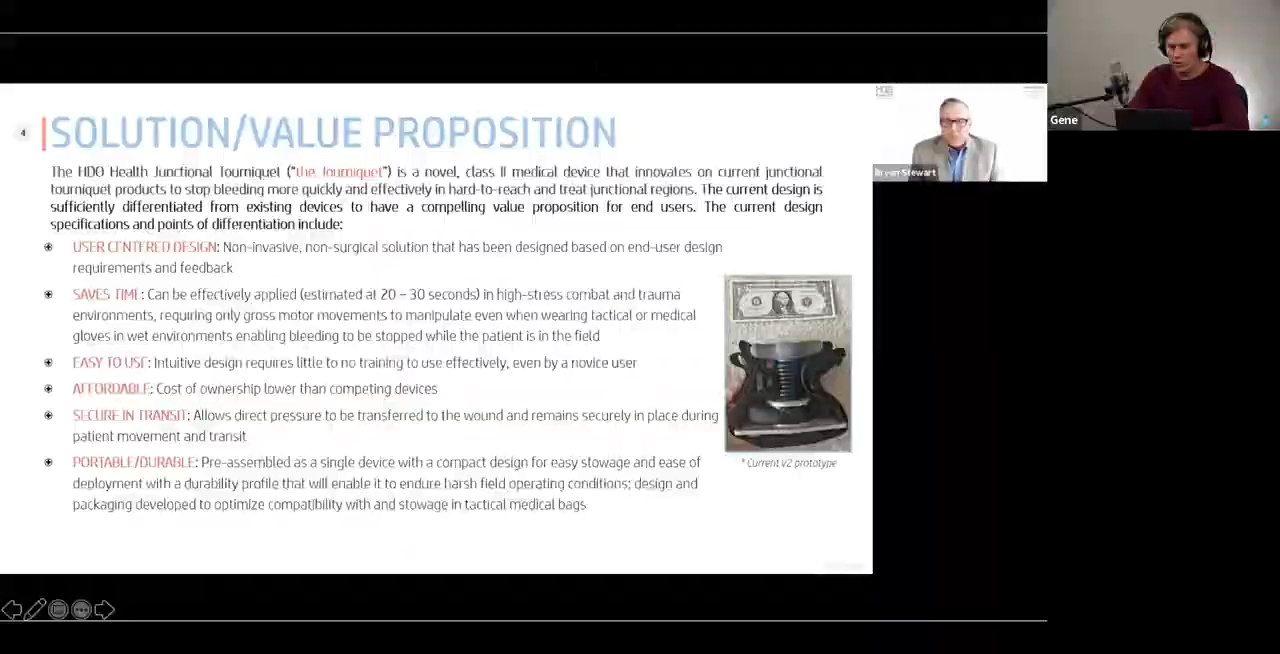 4
SOLUTION/VALUE PROPOSITION
The HDO Health Junctional Tourniquet ("the Tourniquet") is a novel, class II medical device that innovates on current junctional
tourniquet products to stop bleeding more quickly and effectively in hard-to-reach and treat junctional regions. The current design is
sufficiently differentiated from existing devices to have a compelling value proposition for end users. The current design
specifications and points of differentiation include:
USER CENTERED DESIGN: Non-invasive, non-surgical solution that has been designed based on end-user design
requirements and feedback
SAVES TIME: Can be effectively applied (estimated at 20 – 30 seconds) in high-stress combat and trauma
environments, requiring only gross motor movements to manipulate even when wearing tactical or medical
gloves in wet environments enabling bleeding to be stopped while the patient is in the field
EASY TO USE: Intuitive design requires little to no training to use effectively, even by a novice user
AFFORDABLE: Cost of ownership lower than competing devices
SECURE IN TRANSIT: Allows direct pressure to be transferred to the wound and remains securely in place during
patient movement and transit
PORTABLE/DURABLE: Pre-assembled as a single device with a compact design for easy stowage and ease of
deployment with a durability profile that will enable it to endure harsh field operating conditions; design and
packaging developed to optimize compatibility with and stowage in tactical medical bags
* Current v2 prototype
Stewart
Gene